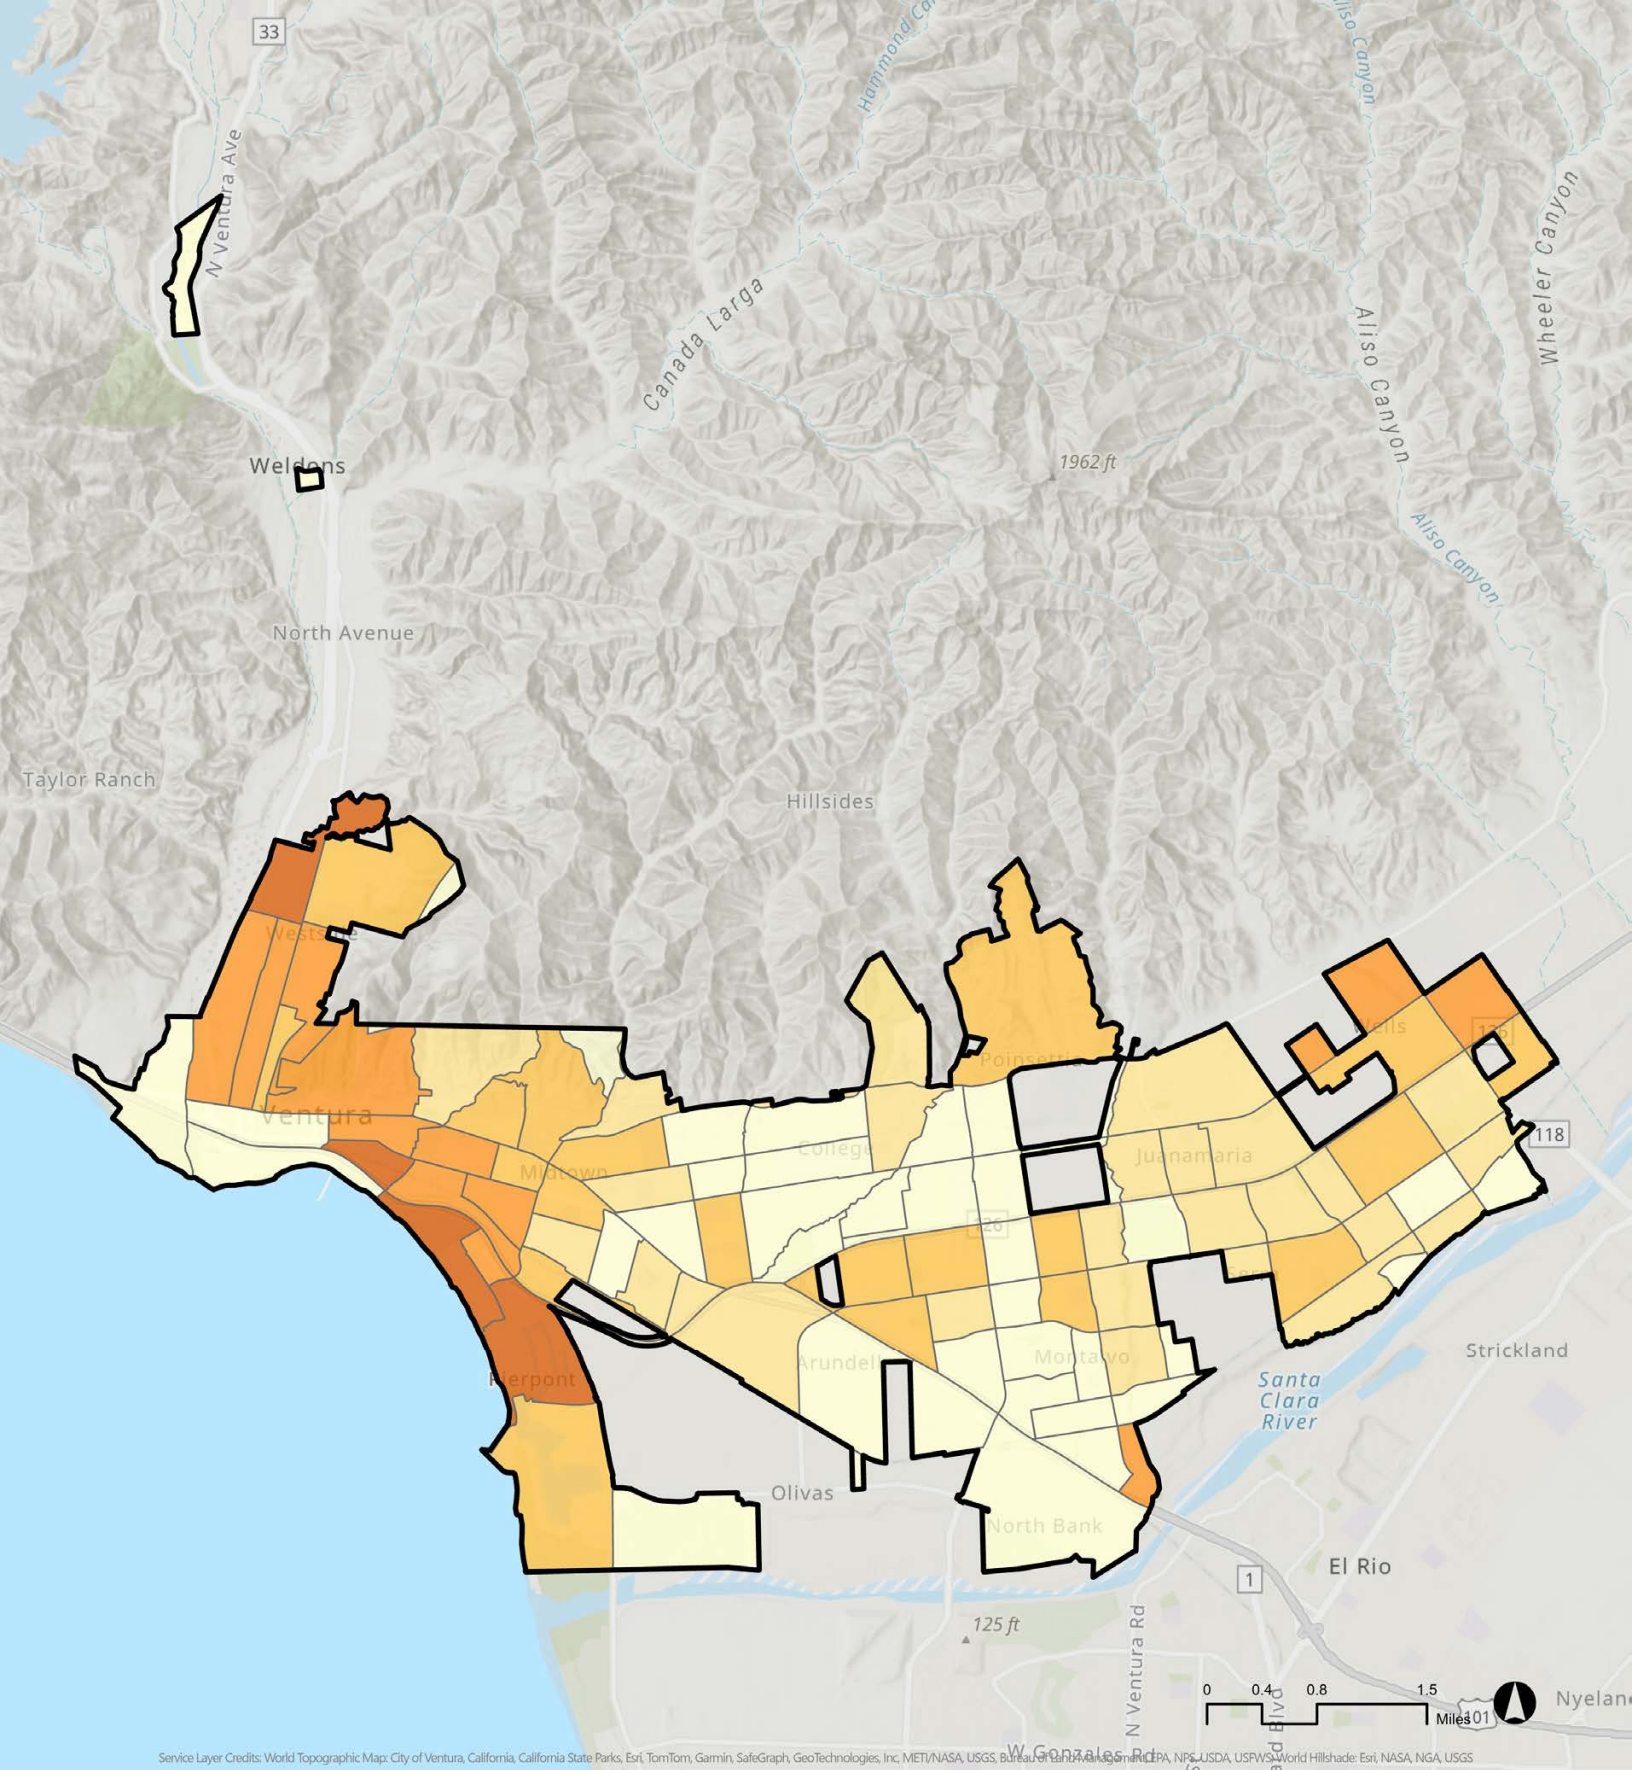 33
Hammond Ca
Aliso Canyon
N Ventura Ave
Wheeler Canyon
Canada Larga
Aliso Canyon
Weldons
1962 ft
Aliso Canyon
North Avenue
Taylor Ranch
Hillsides
Westside
Wells
126
Poinsettia
Ventura
118
College
Juanamaria
Midtown
126
Serra
Strickland
Arundell
Montalvo
Pierpont
Santa
Clara
River
Olivas
North Bank
El Rio
1
125 ft
N Ventura Rd
0 0.4 0.8 1.5
Miles
101
Nyelan
W Gonzales Rd
Service Layer Credits: World Topographic Map: City of Ventura, California, California State Parks, Esri, TomTom, Garmin, SafeGraph, GeoTechnologies, Inc, METI/NASA, USGS, Bureau of Land Management, EPA, NPS, USDA, USFWS; World Hillshade: Esri, NASA, NGA, USGS